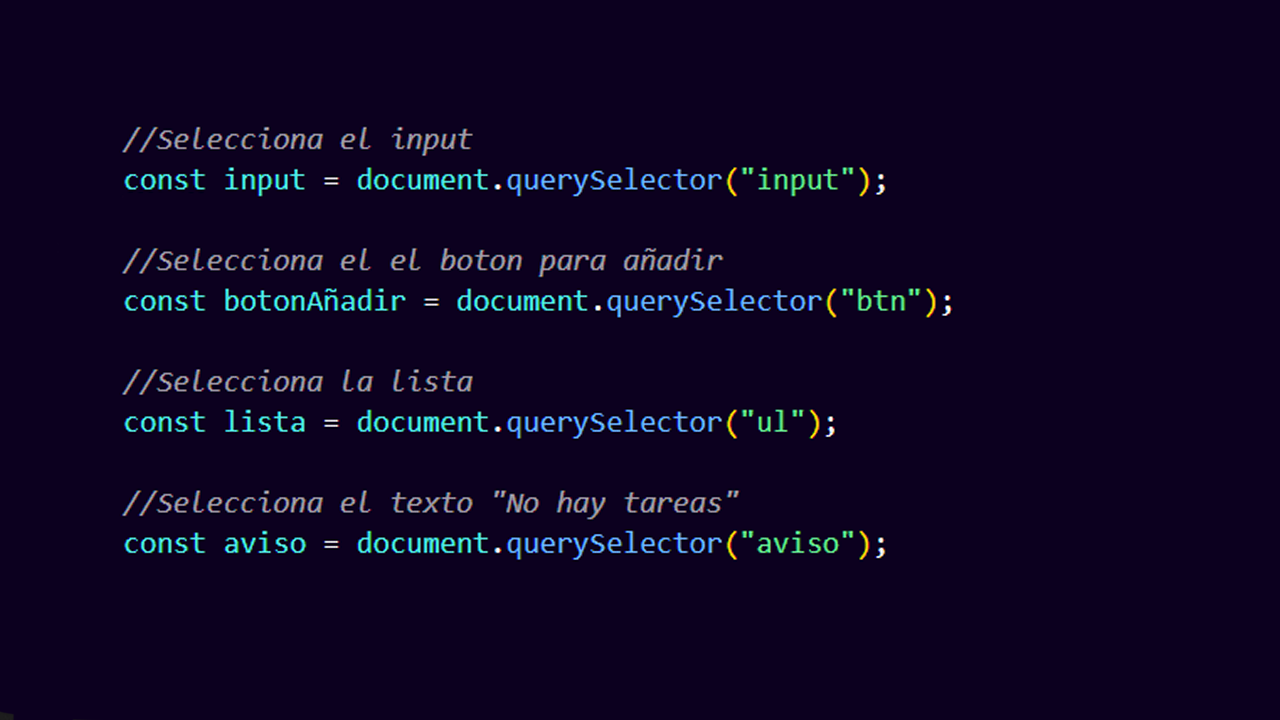 //Selecciona el input
const input = document.querySelector("input");
//Selecciona el el boton para añadir
const botonAñadir = document.querySelector("btn");
//Selecciona la lista
const lista = document.querySelector("ul");
//Selecciona el texto "No hay tareas"
const aviso = document.querySelector("aviso");